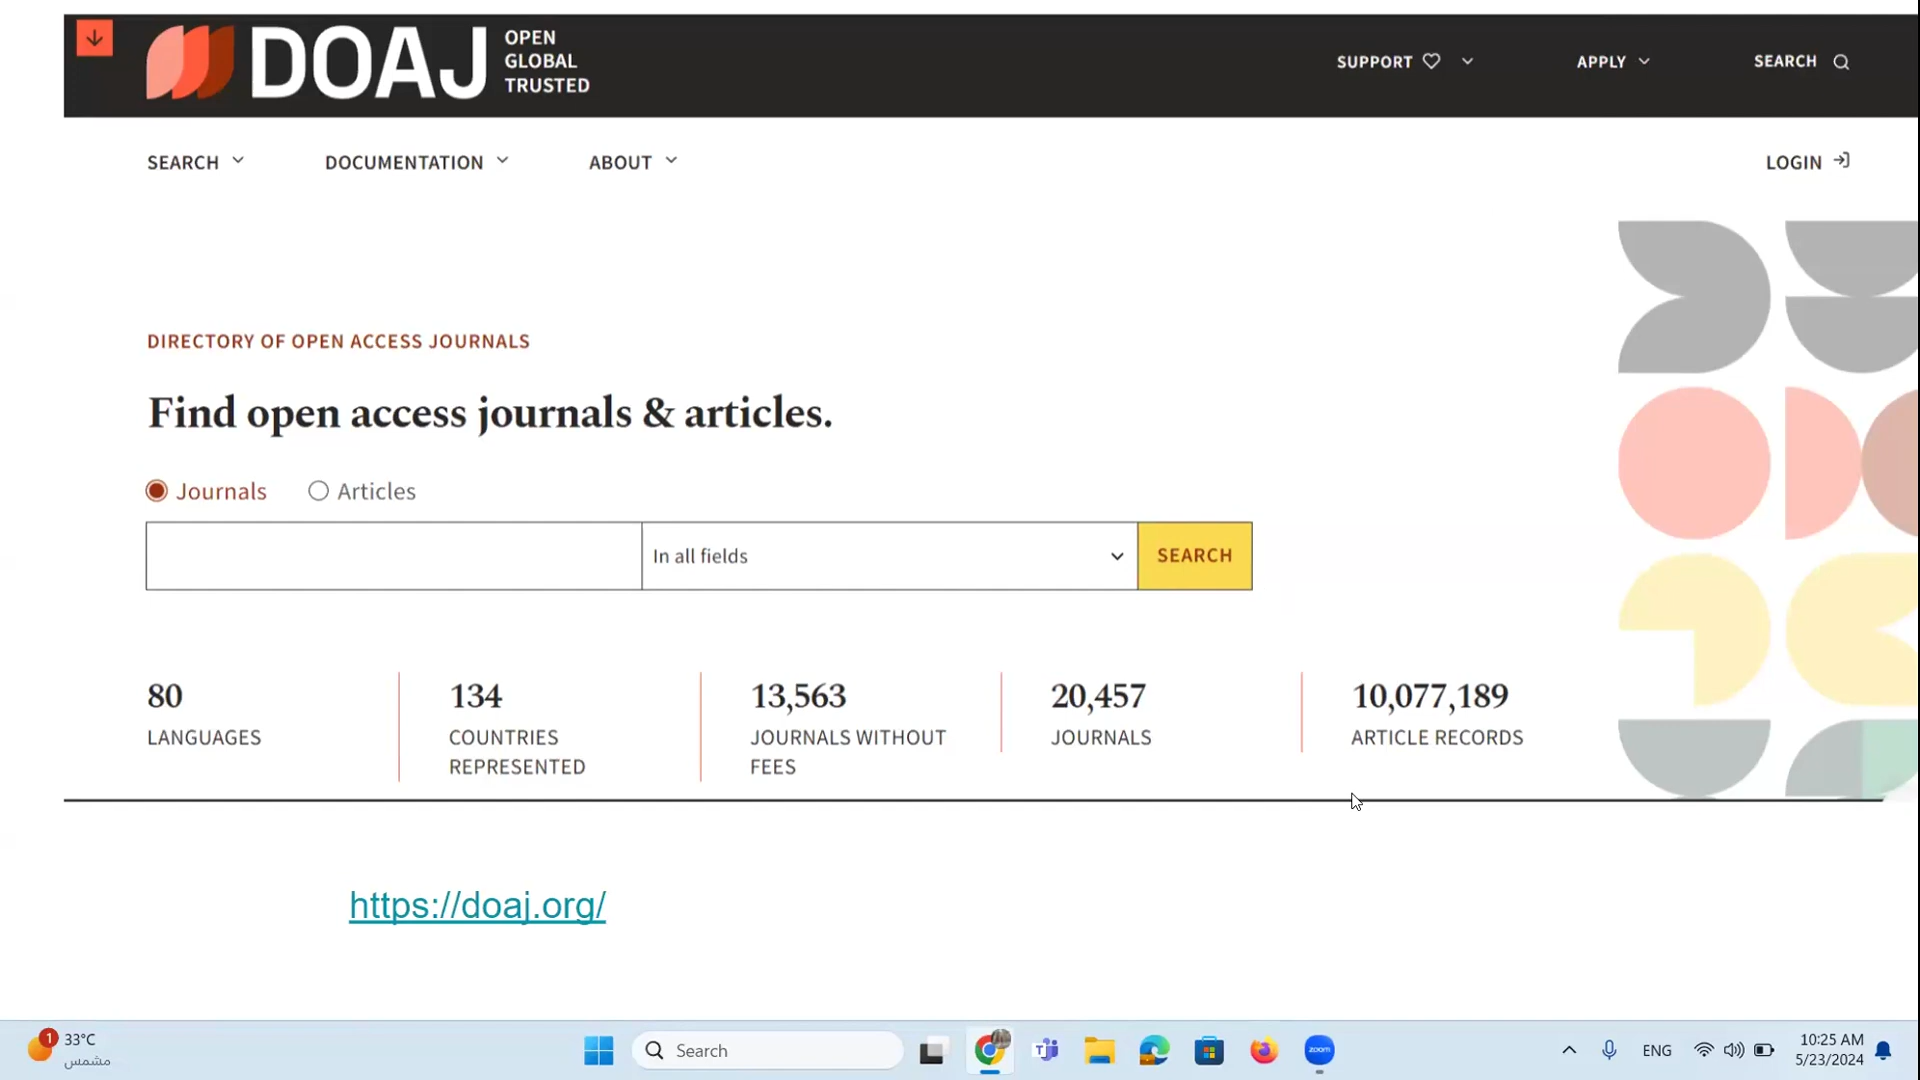 DOAJ
OPEN
GLOBAL
TRUSTED
SUPPORT
APPLY
SEARCH
SEARCH
DOCUMENTATION
ABOUT
LOGIN
DIRECTORY OF OPEN ACCESS JOURNALS
Find open access journals & articles.
Journals
Articles
In all fields
SEARCH
80
LANGUAGES
134
COUNTRIES
REPRESENTED
13,563
JOURNALS WITHOUT
FEES
20,457
JOURNALS
10,077,189
ARTICLE RECORDS
https://doaj.org/
1
33°C
مشمس
Search
zoom
ENG
10:25 AM
5/23/2024